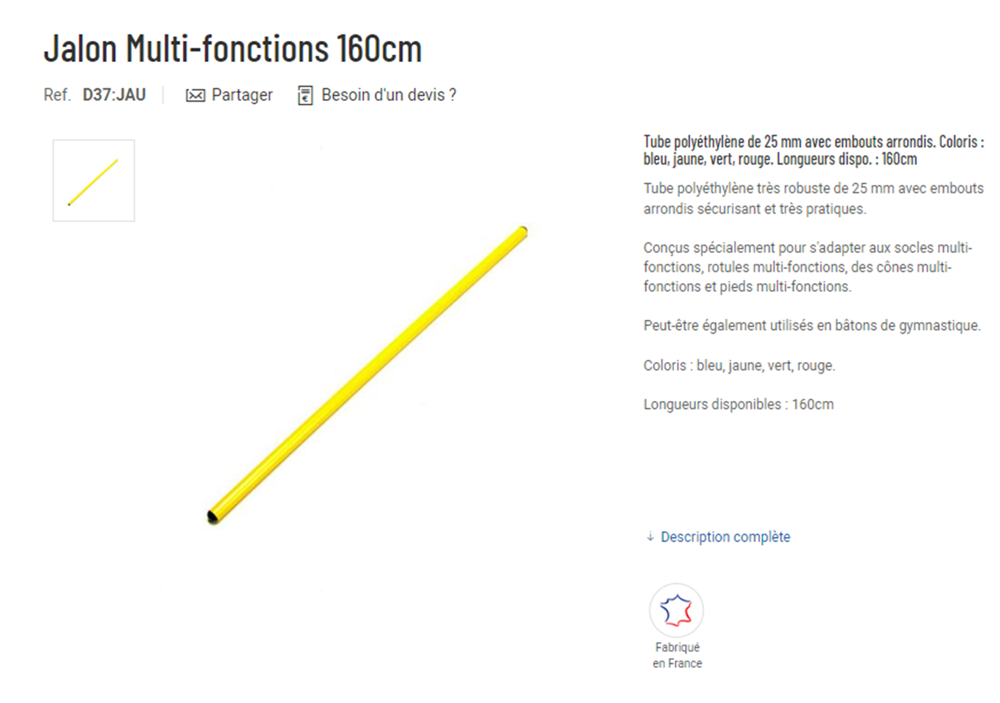 Jalon Multi-fonctions 160cm
Ref. D37:JAU
Partager
Besoin d'un devis ?
Tube polyéthylène de 25 mm avec embouts arrondis. Coloris :
bleu, jaune, vert, rouge. Longueurs dispo. : 160cm
Tube polyéthylène très robuste de 25 mm avec embouts
arrondis sécurisant et très pratiques.
Conçus spécialement pour s'adapter aux socles multi-
fonctions, rotules multi-fonctions, des cônes multi-
fonctions et pieds multi-fonctions.
Peut-être également utilisés en bâtons de gymnastique.
Coloris : bleu, jaune, vert, rouge.
Longueurs disponibles : 160cm
↓ Description complète
Fabriqué
en France